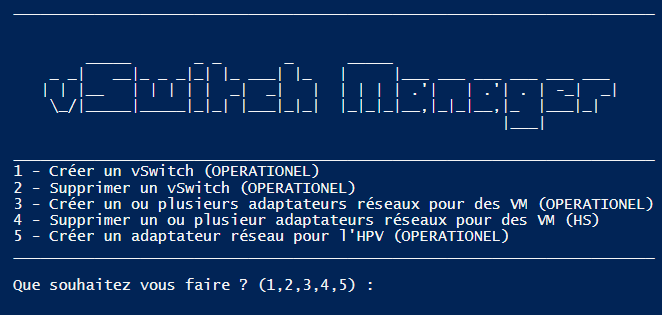 vSwitch Manager
1 - Créer un vSwitch (OPERATIONEL)
2 - Supprimer un vSwitch (OPERATIONEL)
3 - Créer un ou plusieurs adaptateurs réseaux pour des VM (OPERATIONEL)
4 - Supprimer un ou plusieur adaptateurs réseaux pour des VM (HS)
5 - Créer un adaptateur réseau pour l'HPV (OPERATIONEL)
Que souhaitez vous faire ? (1,2,3,4,5) :